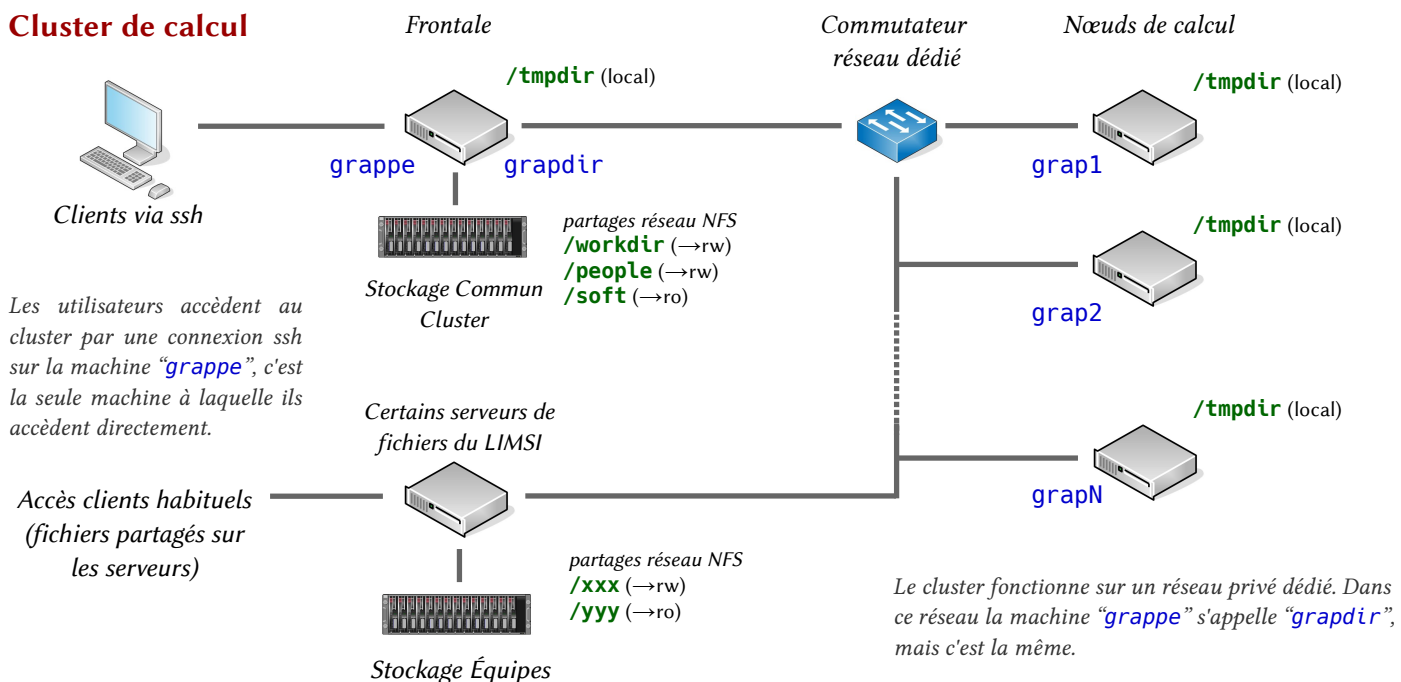 Cluster de calcul
Frontale
Commutateur
réseau dédié
Nœuds de calcul
/tmpdir (local)
/tmpdir (local)
grappe
grapdir
grap1
Clients via ssh
partages réseau NFS
/workdir (→rw)
/people (→rw)
/soft (→ro)
/tmpdir (local)
Stockage Commun
Cluster
grap2
Les utilisateurs accèdent au
cluster par une connexion ssh
sur la machine “grappe”, c'est
la seule machine à laquelle ils
accèdent directement.
Certains serveurs de
fichiers du LIMSI
/tmpdir (local)
grapN
Accès clients habituels
(fichiers partagés sur
les serveurs)
partages réseau NFS
/xxx (→rw)
/yyy (→ro)
Stockage Équipes
Le cluster fonctionne sur un réseau privé dédié. Dans
ce réseau la machine “grappe” s'appelle “grapdir”,
mais c'est la même.